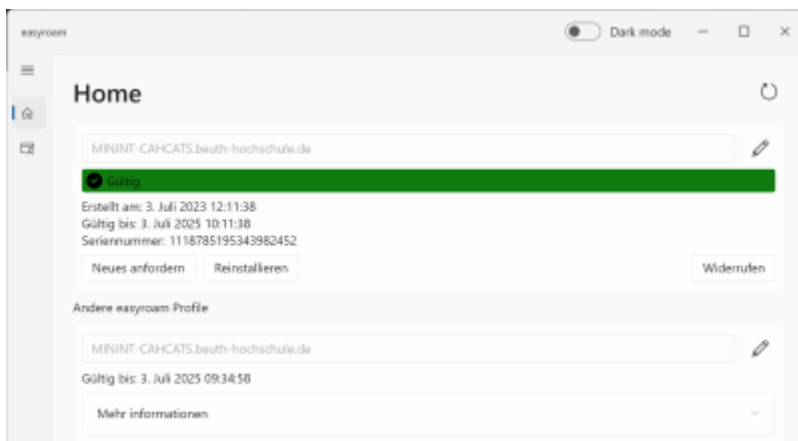 easyroam
Dark mode
Home
MININT-CAHCATS.beuth-hochschule.de
Gültig
Erstellt am: 3. Juli 2023 12:11:38
Gültig bis: 3. Juli 2025 10:11:38
Seriennummer: 1118785195343982452
Neues anfordern Reinstallieren Widerrufen
Andere easyroam Profile
MININT-CAHCATS.beuth-hochschule.de
Gültig bis: 3. Juli 2025 09:34:58
Mehr informationen